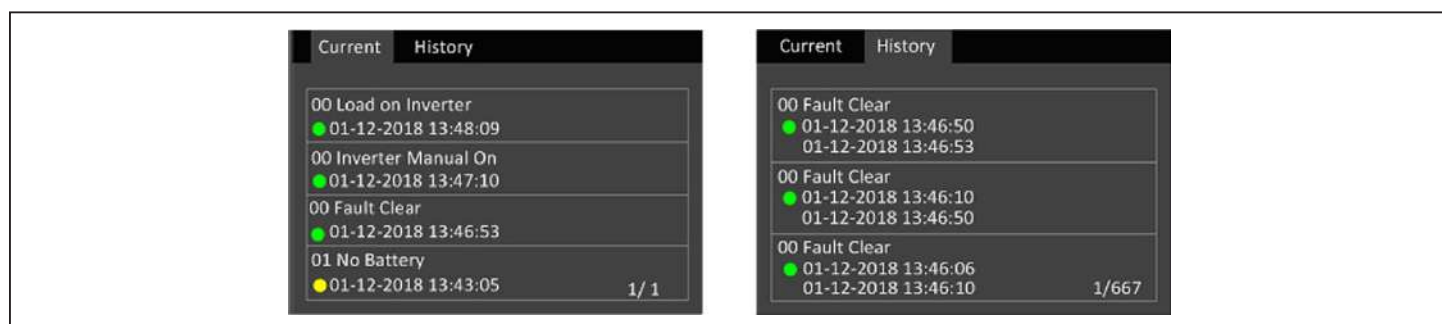 Current History
00 Load on Inverter
01-12-2018 13:48:09
00 Inverter Manual On
01-12-2018 13:47:10
00 Fault Clear
01-12-2018 13:46:53
01 No Battery
01-12-2018 13:43:05
1/ 1
Current History
00 Fault Clear
01-12-2018 13:46:50
01-12-2018 13:46:53
00 Fault Clear
01-12-2018 13:46:10
01-12-2018 13:46:50
00 Fault Clear
01-12-2018 13:46:06
01-12-2018 13:46:10
1/667